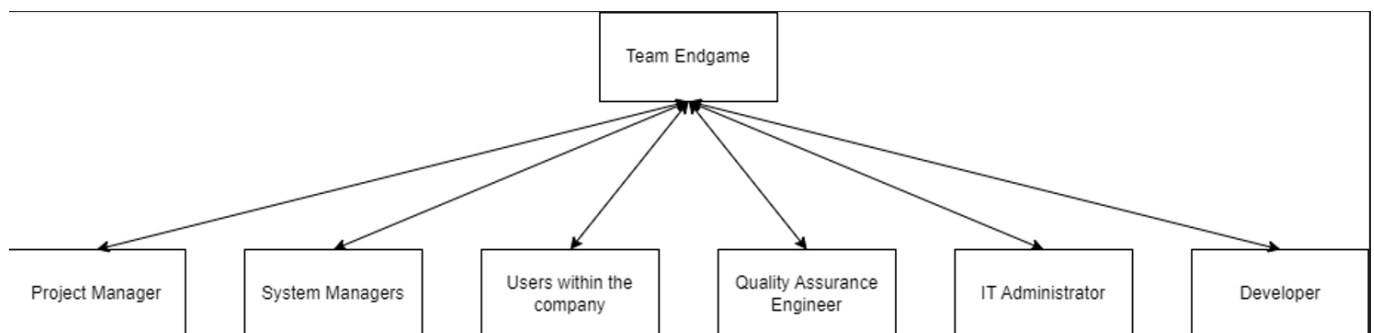 Team Endgame
Project Manager
System Managers
Users within the
company
Quality Assurance
Engineer
IT Administrator
Developer